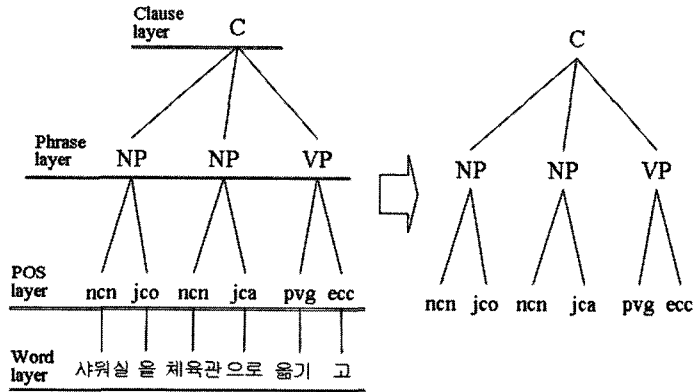 Clause layer C
C
Phrase layer NP NP VP
NP NP VP
POS layer ncn jco ncn jca pvg ecc
ncn jco ncn jca pvg ecc
Word layer 샤워실 을 체육관 으로 옮기 고